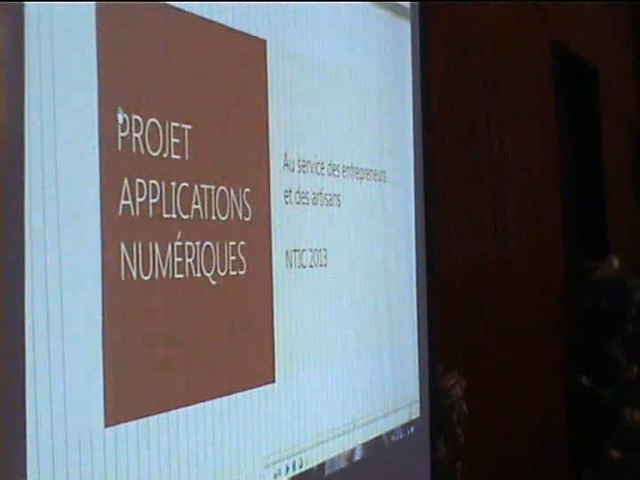 PROJET
APPLICATIONS
NUMÉRIQUES
Au service des entrepreneurs
et des artisans
NTIC 2013